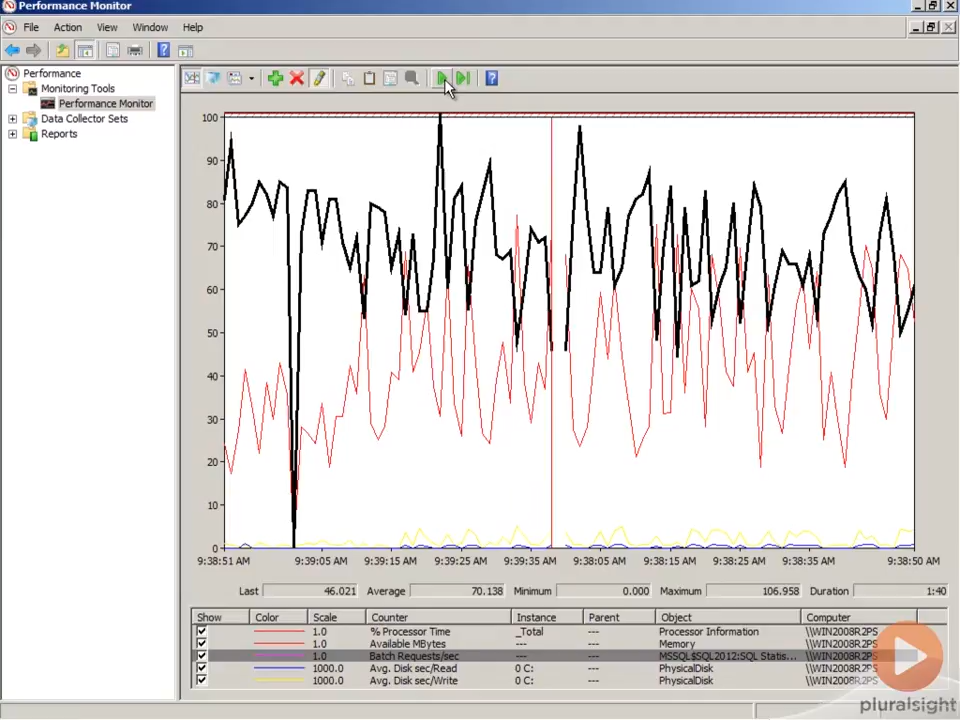 Performance Monitor
File Action View Window Help
Performance
Monitoring Tools
Performance Monitor
Data Collector Sets
Reports
100
90
80
70
60
50
40
30
20
10
0
9:38:51 AM 9:39:05 AM 9:39:15 AM 9:39:25 AM 9:39:35 AM 9:38:05 AM 9:38:15 AM 9:38:25 AM 9:38:35 AM 9:38:50 AM
Last 46.021 Average 70.138 Minimum 0.000 Maximum 106.958 Duration 1:40
Show Color Scale Counter Instance Parent Object Computer
1.0 % Processor Time _Total --- Processor Information \\WIN2008R2PS
1.0 Available MBytes --- --- Memory \\WIN2008R2PS
1.0 Batch Requests/sec --- --- MSSQL$SQL2012:SQL Statis... \\WIN2008R2PS
1000.0 Avg. Disk sec/Read 0 C: --- PhysicalDisk \\WIN2008R2PS
1000.0 Avg. Disk sec/Write 0 C: --- PhysicalDisk \\WIN2008R2PS
pluralsight